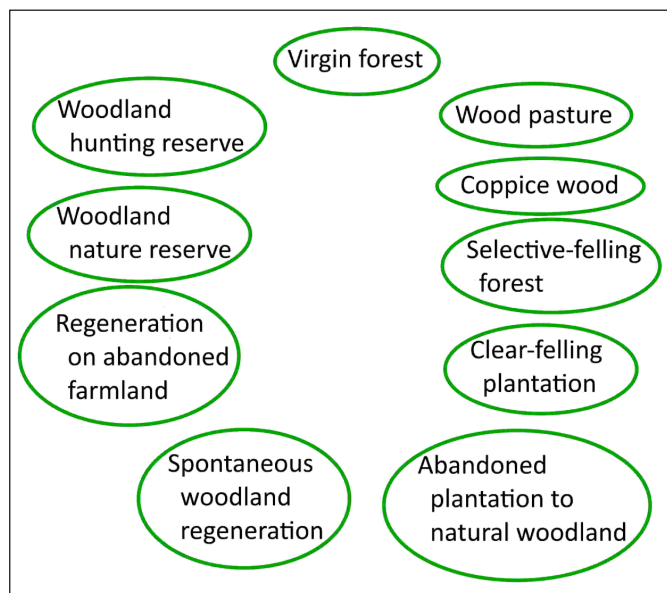 Virgin forest
Woodland
hunting reserve
Wood pasture
Coppice wood
Woodland
nature reserve
Selective-felling
forest
Regeneration
on abandoned
farmland
Clear-felling
plantation
Spontaneous
woodland
regeneration
Abandoned
plantation to
natural woodland